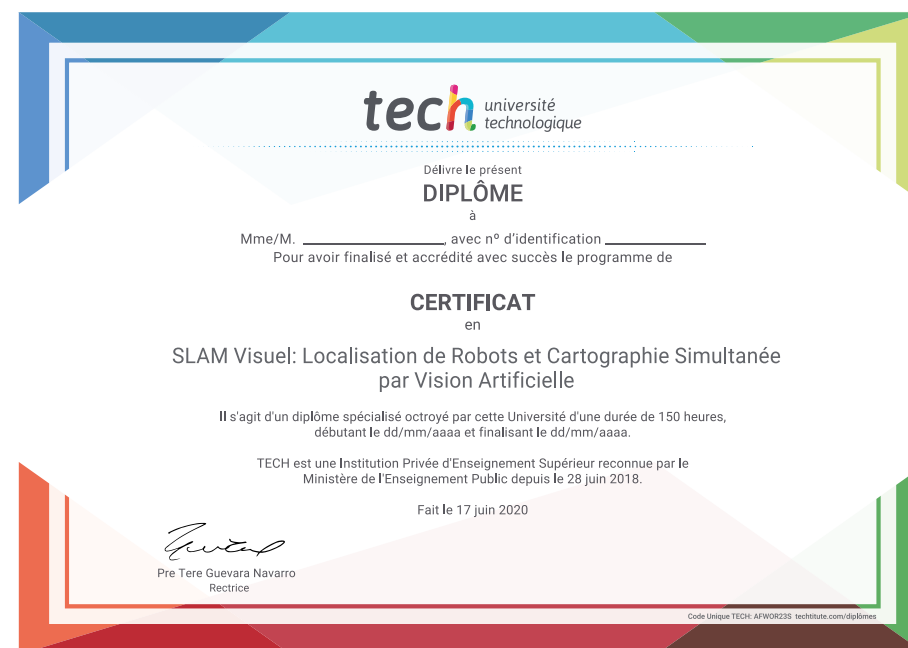 tech université
technologique
Délivre le présent
DIPLÔME
à
Mme/M. ____________________, avec nº d'identification ______________
Pour avoir finalisé et accrédité avec succès le programme de
CERTIFICAT
en
SLAM Visuel: Localisation de Robots et Cartographie Simultanée
par Vision Artificielle
Il s'agit d'un diplôme spécialisé octroyé par cette Université d'une durée de 150 heures,
débutant le dd/mm/aaaa et finalisant le dd/mm/aaaa.
TECH est une Institution Privée d'Enseignement Supérieur reconnue par le
Ministère de l'Enseignement Public depuis le 28 juin 2018.
Fait le 17 juin 2020
Pre Tere Guevara Navarro
Rectrice
Code Unique TECH: AFWOR23S techtitute.com/diplômes